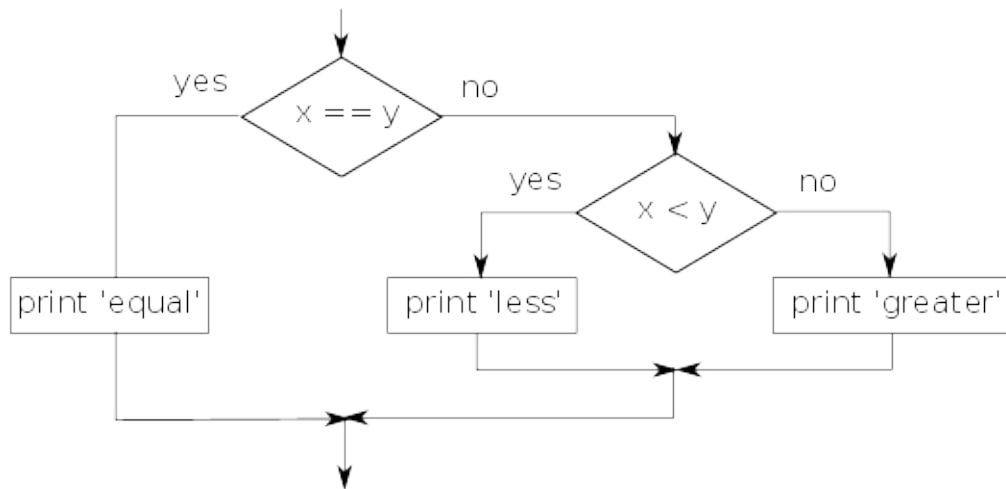 yes
no
x == y
yes
no
x < y
print 'equal'
print 'less'
print 'greater'